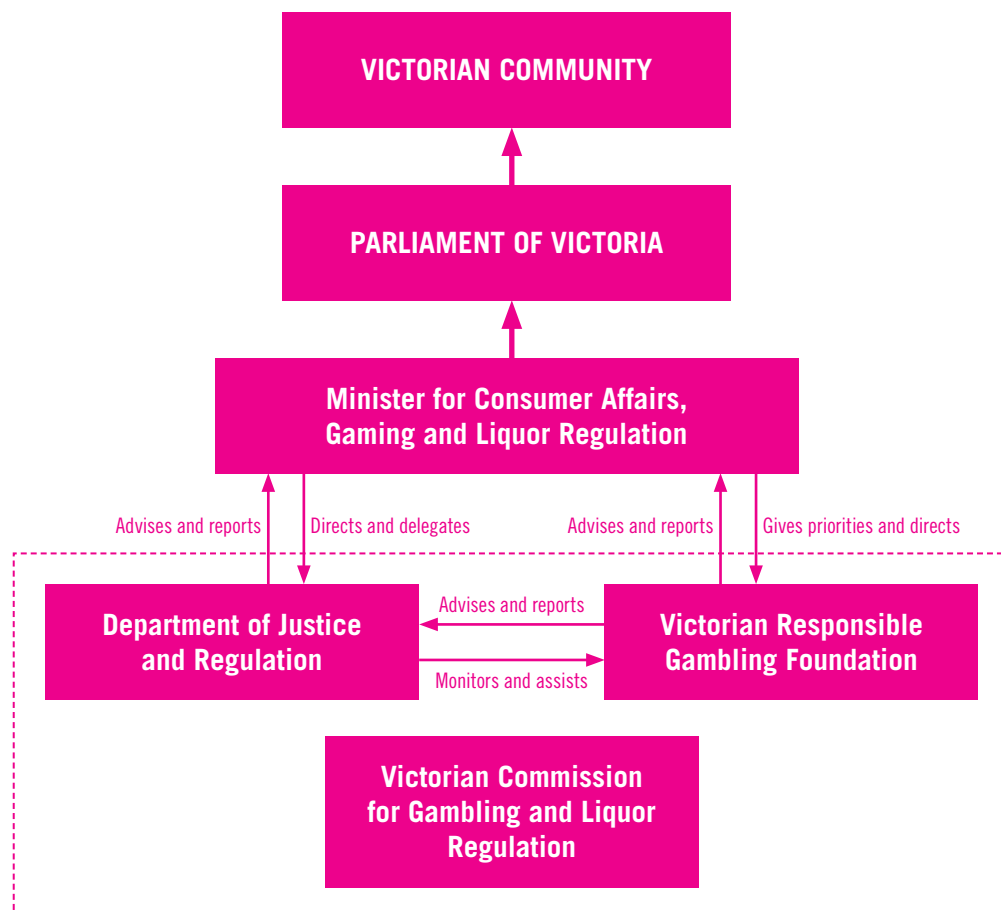 VICTORIAN COMMUNITY
PARLIAMENT OF VICTORIA
Minister for Consumer Affairs,
Gaming and Liquor Regulation
Advises and reports
Directs and delegates
Advises and reports
Gives priorities and directs
Department of Justice
and Regulation
Advises and reports
Monitors and assists
Victorian Responsible
Gambling Foundation
Victorian Commission
for Gambling and Liquor
Regulation